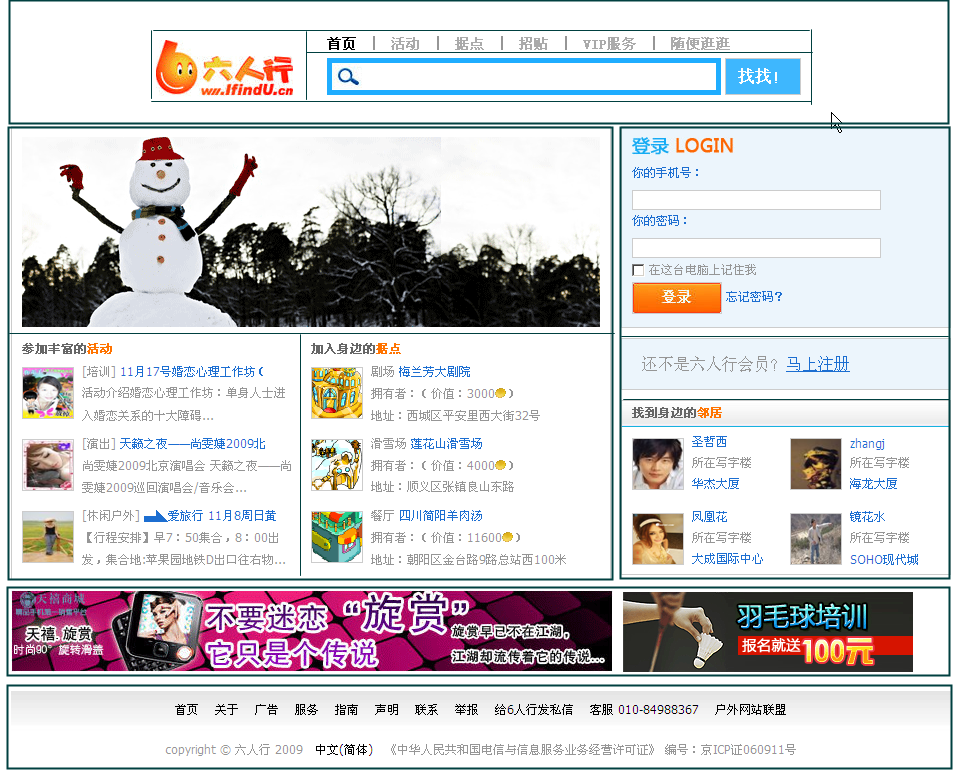 六人行
www.IfindU.cn
首页 | 活动 | 据点 | 招贴 | VIP服务 | 随便逛逛
找找!
登录 LOGIN
你的手机号：
你的密码：
在这台电脑上记住我
登录 忘记密码？
还不是六人行会员？ 马上注册
参加丰富的活动
[培训] 11月17号婚恋心理工作坊（
活动介绍婚恋心理工作坊：单身人士进
入婚恋关系的十大障碍...
[演出] 天籁之夜——尚雯婕2009北
尚雯婕2009北京演唱会 天籁之夜——尚
雯婕2009巡回演唱会/音乐会...
[休闲户外] 爱旅行 11月8周日黄
【行程安排】早7：50集合，8：00出
发，集合地:苹果园地铁D出口往右物...
加入身边的据点
剧场 梅兰芳大剧院
拥有者：（ 价值：3000）
地址：西城区平安里西大街32号
滑雪场 莲花山滑雪场
拥有者：（ 价值：4000）
地址：顺义区张镇良山东路
餐厅 四川简阳羊肉汤
拥有者：（ 价值：11600）
地址：朝阳区金台路9路总站西100米
找到身边的邻居
圣哲西
所在写字楼
华杰大厦
zhangj
所在写字楼
海龙大厦
凤凰花
所在写字楼
大成国际中心
镜花水
所在写字楼
SOHO现代城
天禧商城
天禧.旋赏
时尚90°旋转滑盖
不要迷恋“旋赏”
它只是个传说
旋赏早已不在江湖，
江湖却流传着它的传说...
羽毛球培训
报名就送100元
首页 关于 广告 服务 指南 声明 联系 举报 给6人行发私信 客服 010-84988367 户外网站联盟
copyright © 六人行 2009 中文(简体) 《中华人民共和国电信与信息服务业务经营许可证》 编号：京ICP证060911号